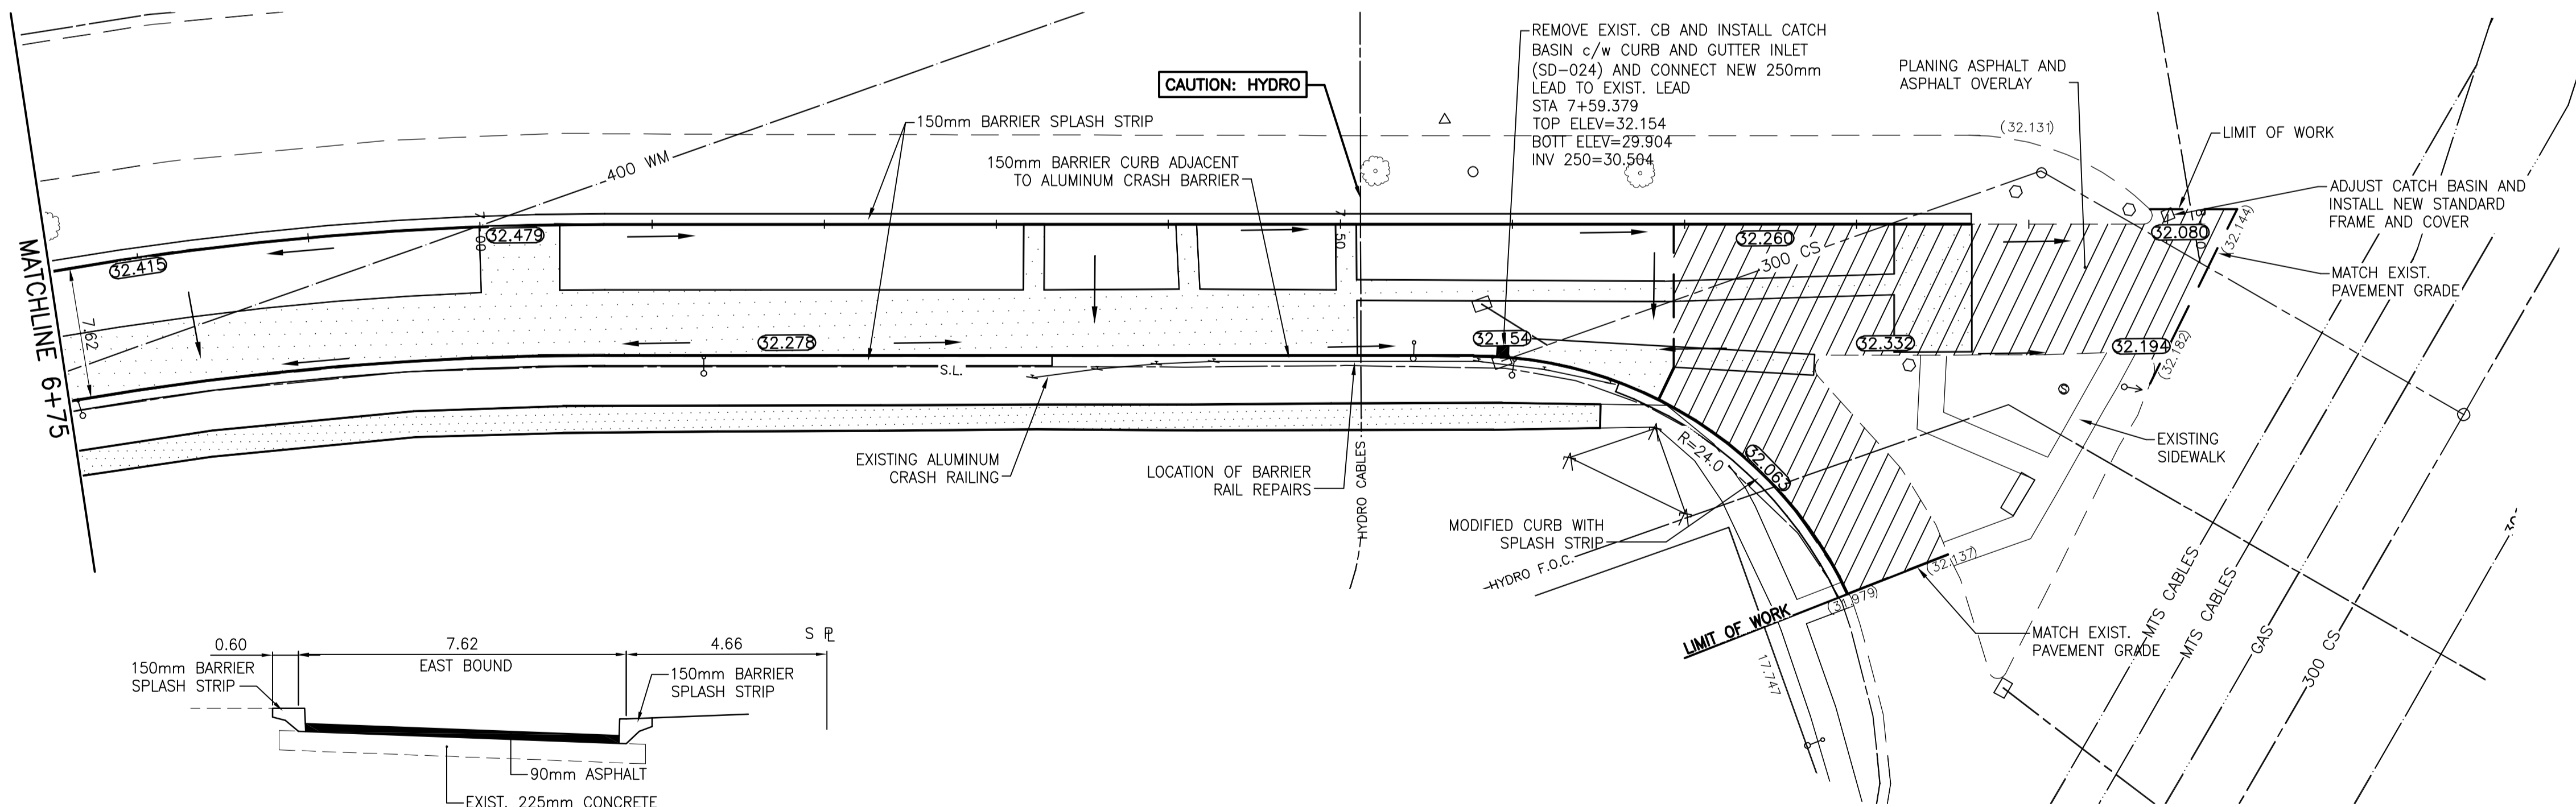 REMOVE EXIST. CB AND INSTALL CATCH
BASIN c/w CURB AND GUTTER INLET
(SD-024) AND CONNECT NEW 250mm
LEAD TO EXIST. LEAD
STA 7+59.379
TOP ELEV=32.154
BOTT ELEV=29.904
INV 250=30.504
CAUTION: HYDRO
PLANING ASPHALT AND
ASPHALT OVERLAY
150mm BARRIER SPLASH STRIP
(32.131)
LIMIT OF WORK
150mm BARRIER CURB ADJACENT
TO ALUMINUM CRASH BARRIER
400 WM
ADJUST CATCH BASIN AND
INSTALL NEW STANDARD
FRAME AND COVER
MATCHLINE 6+75
32.415
7
00
32.479
7
50
32.260
300 CS
32.080
(32.144)
MATCH EXIST.
PAVEMENT GRADE
7.62
32.278
32.154
32.332
32.194
(32.182)
S.L.
EXISTING ALUMINUM
CRASH RAILING
LOCATION OF BARRIER
RAIL REPAIRS
HYDRO CABLES
R=24.0
32.063
EXISTING
SIDEWALK
MODIFIED CURB WITH
SPLASH STRIP
HYDRO F.O.C.
(32.137)
(31.979)
LIMIT OF WORK
17.747
MATCH EXIST.
PAVEMENT GRADE
MTS CABLES
MTS CABLES
GAS
300 CS
0.60
7.62
4.66
S PL
EAST BOUND
150mm BARRIER
SPLASH STRIP
150mm BARRIER
SPLASH STRIP
90mm ASPHALT
EXIST. 225mm CONCRETE